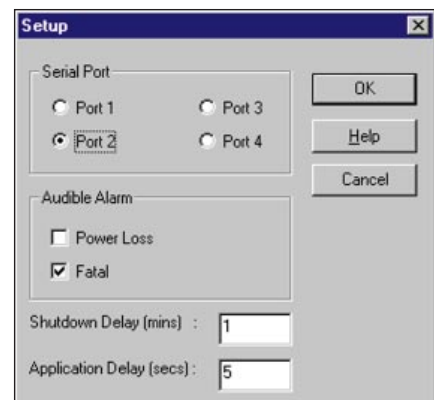 Setup
Serial Port
Port 1
Port 3
Port 2
Port 4
OK
Help
Cancel
Audible Alarm
Power Loss
Fatal
Shutdown Delay (mins) : 1
Application Delay (secs) : 5